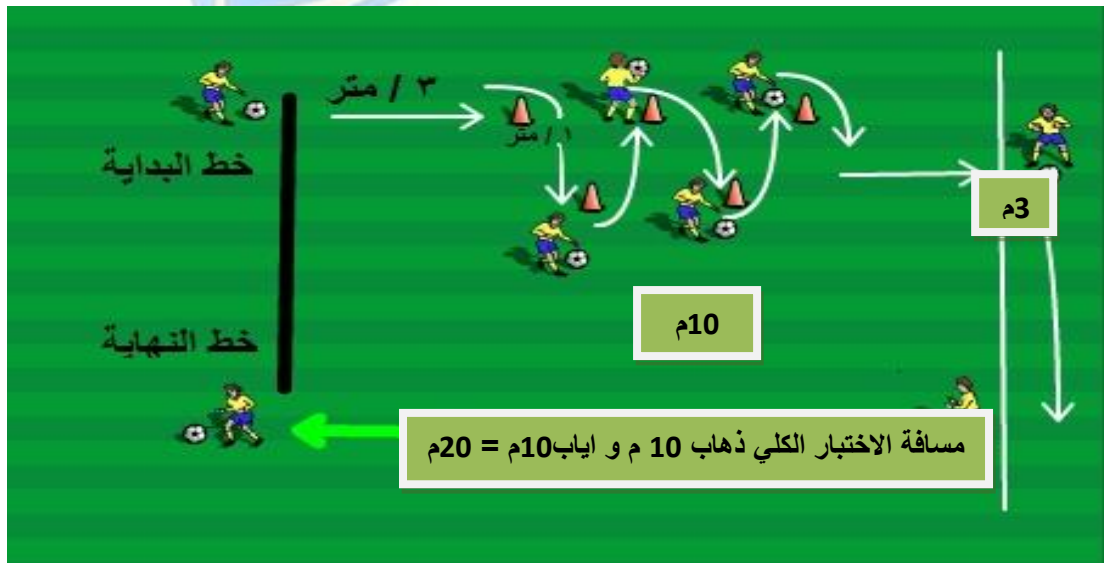 ٣ / متر
١ / متر
خط البداية
3م
10م
خط النهاية
مسافة الاختبار الكلي ذهاب 10 م و اياب10م = 20م